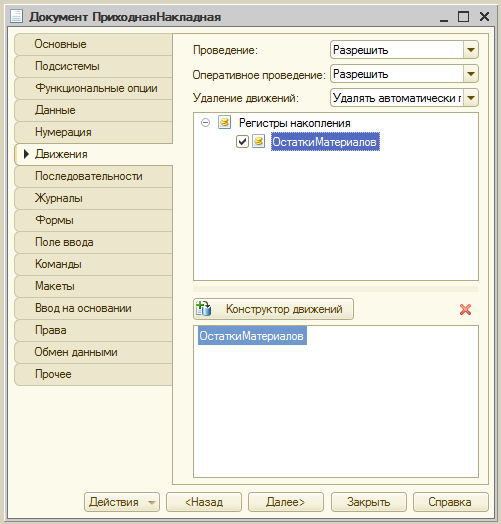 Документ ПриходнаяНакладная
Основные
Подсистемы
Функциональные опции
Данные
Нумерация
Движения
Последовательности
Журналы
Формы
Поле ввода
Команды
Макеты
Ввод на основании
Права
Обмен данными
Прочее
Проведение: Разрешить
Оперативное проведение: Разрешить
Удаление движений: Удалять автоматически г
Регистры накопления
ОстаткиМатериалов
Конструктор движений
ОстаткиМатериалов
Действия <Назад Далее> Закрыть Справка